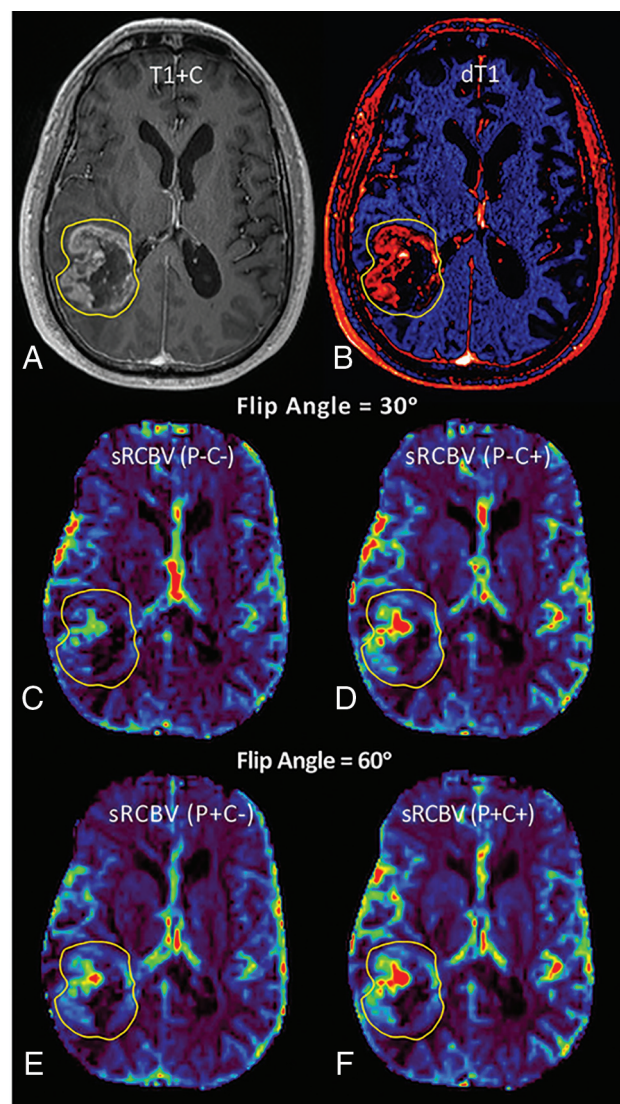 T1+C
dT1
A
B
Flip Angle = 30°
sRCBV (P-C-)
sRCBV (P-C+)
C
D
Flip Angle = 60°
sRCBV (P+C-)
sRCBV (P+C+)
E
F